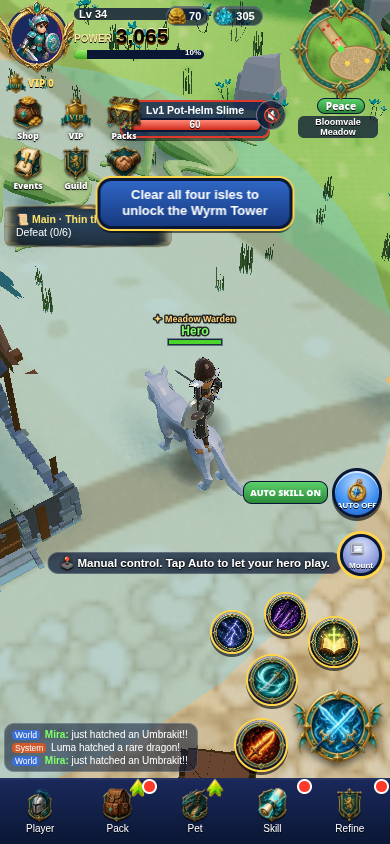 Lv 34
70
305
POWER 3,065
10%
VIP 0
Lv1 Pot-Helm Slime
60
Peace
Bloomvale
Meadow
Shop
VIP
Packs
Events
Guild
Clear all four isles to
unlock the Wyrm Tower
Main · Thin t
Defeat (0/6)
Meadow Warden
Hero
AUTO SKILL ON
AUTO OFF
Manual control. Tap Auto to let your hero play.
Mount
World Mira: just hatched an Umbrakit!!
System Luma hatched a rare dragon!
World Mira: just hatched an Umbrakit!!
Player
Pack
Pet
Skill
Refine